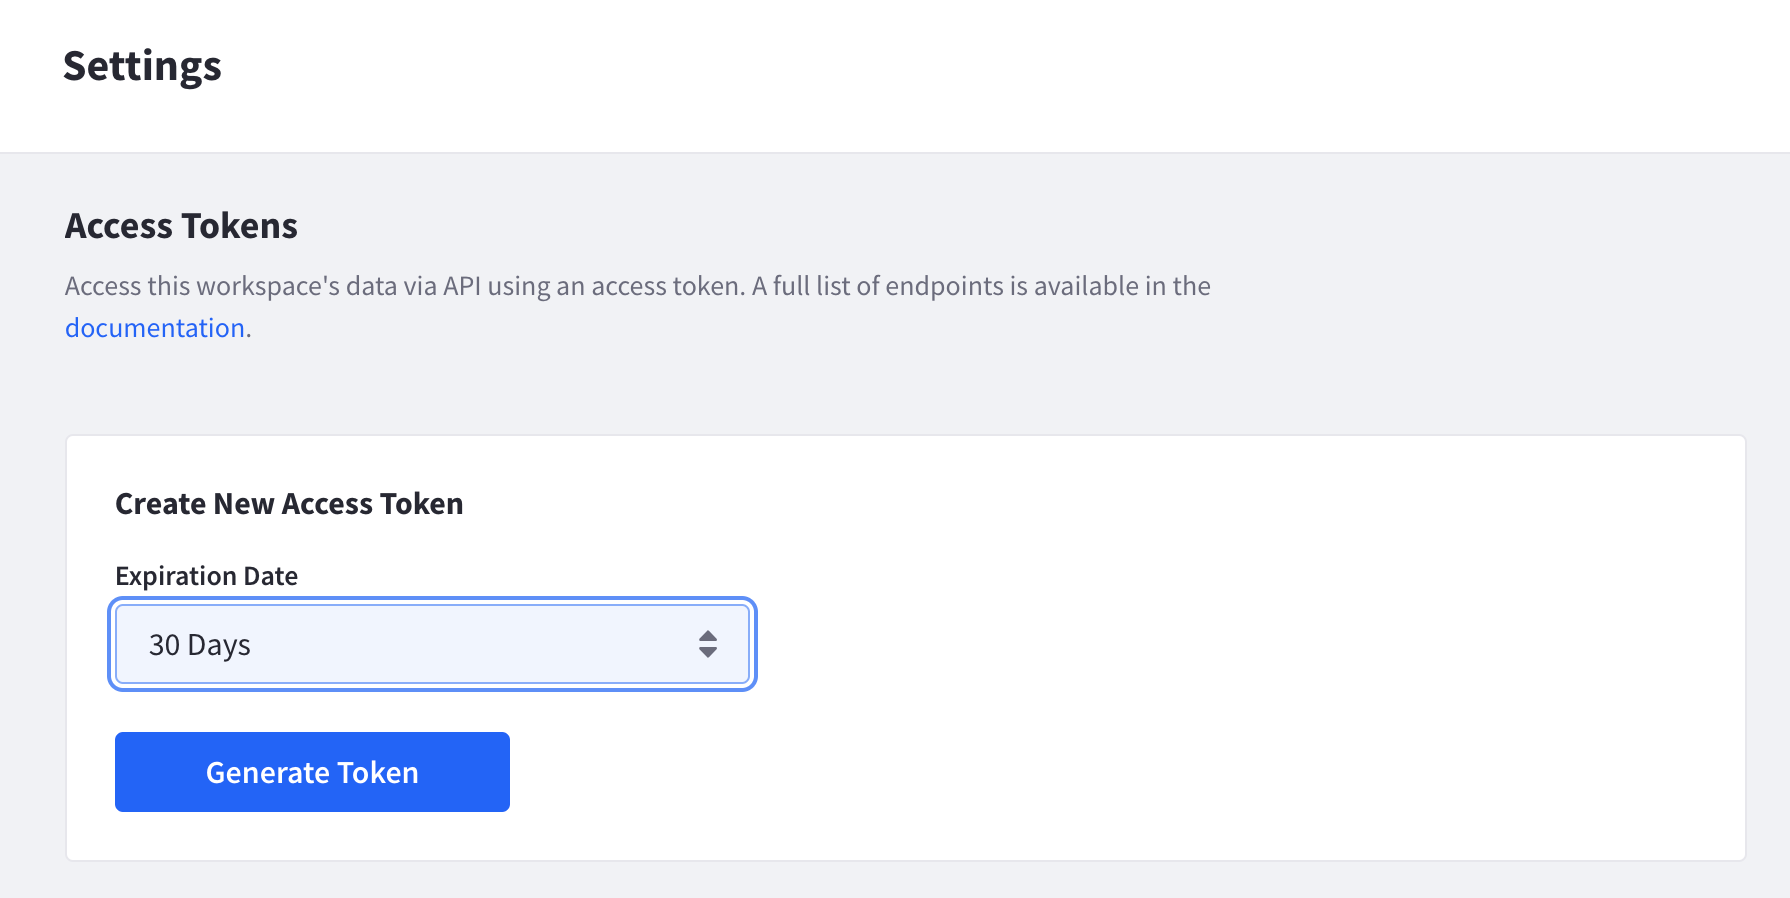 Settings
Access Tokens
Access this workspace's data via API using an access token. A full list of endpoints is available in the
documentation.
Create New Access Token
Expiration Date
30 Days
Generate Token